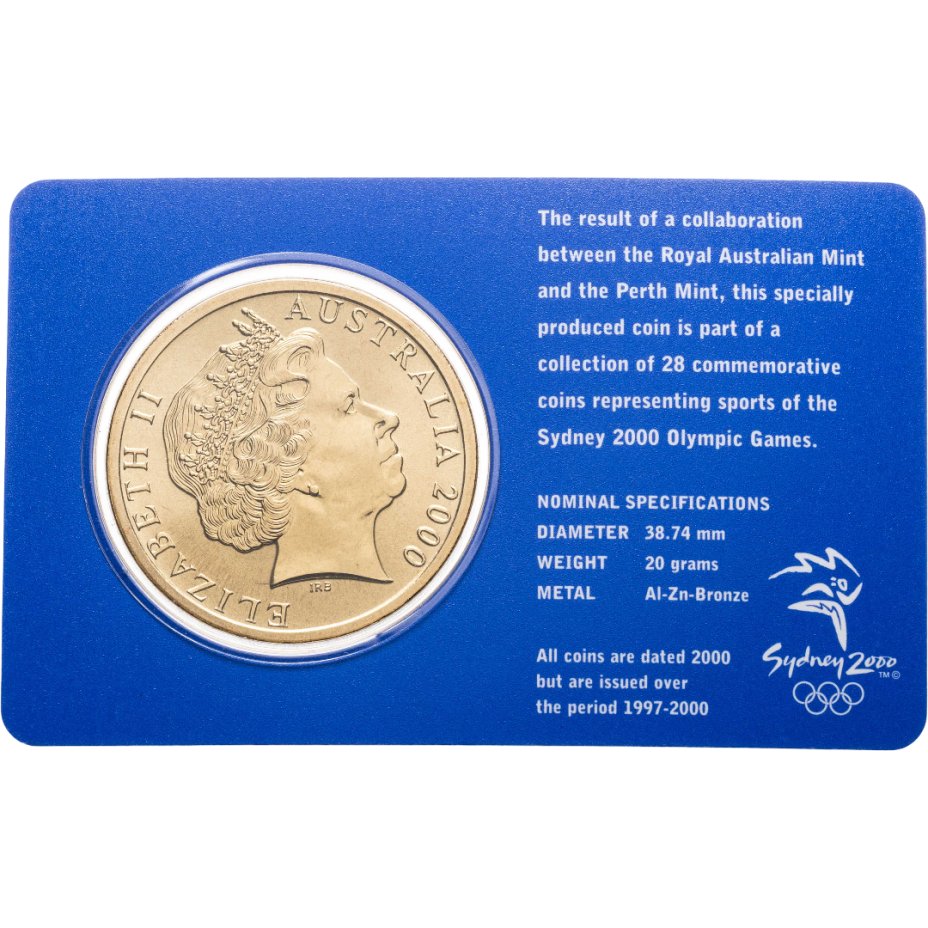 ELIZABETH II
AUSTRALIA 2000
IRB
The result of a collaboration
between the Royal Australian Mint
and the Perth Mint, this specially
produced coin is part of a
collection of 28 commemorative
coins representing sports of the
Sydney 2000 Olympic Games.
NOMINAL SPECIFICATIONS
DIAMETER 38.74 mm
WEIGHT 20 grams
METAL Al-Zn-Bronze
All coins are dated 2000
but are issued over
the period 1997-2000
Sydney 2000
TM ©